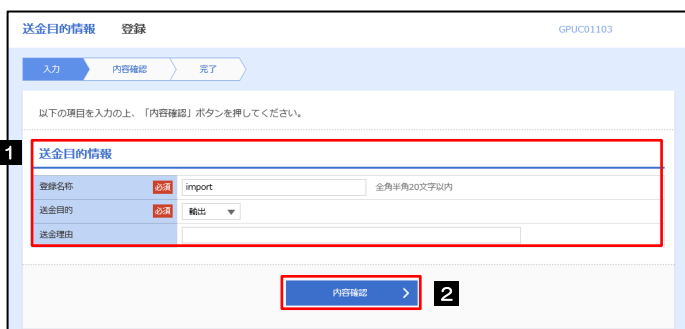 送金目的情報 登録 GPUC01103
入力 内容確認 完了
以下の項目を入力の上、「内容確認」ボタンを押してください。
1
送金目的情報
登録名称 必須 import 全角半角20文字以内
送金目的 必須 輸出 ▼
送金理由
内容確認 2